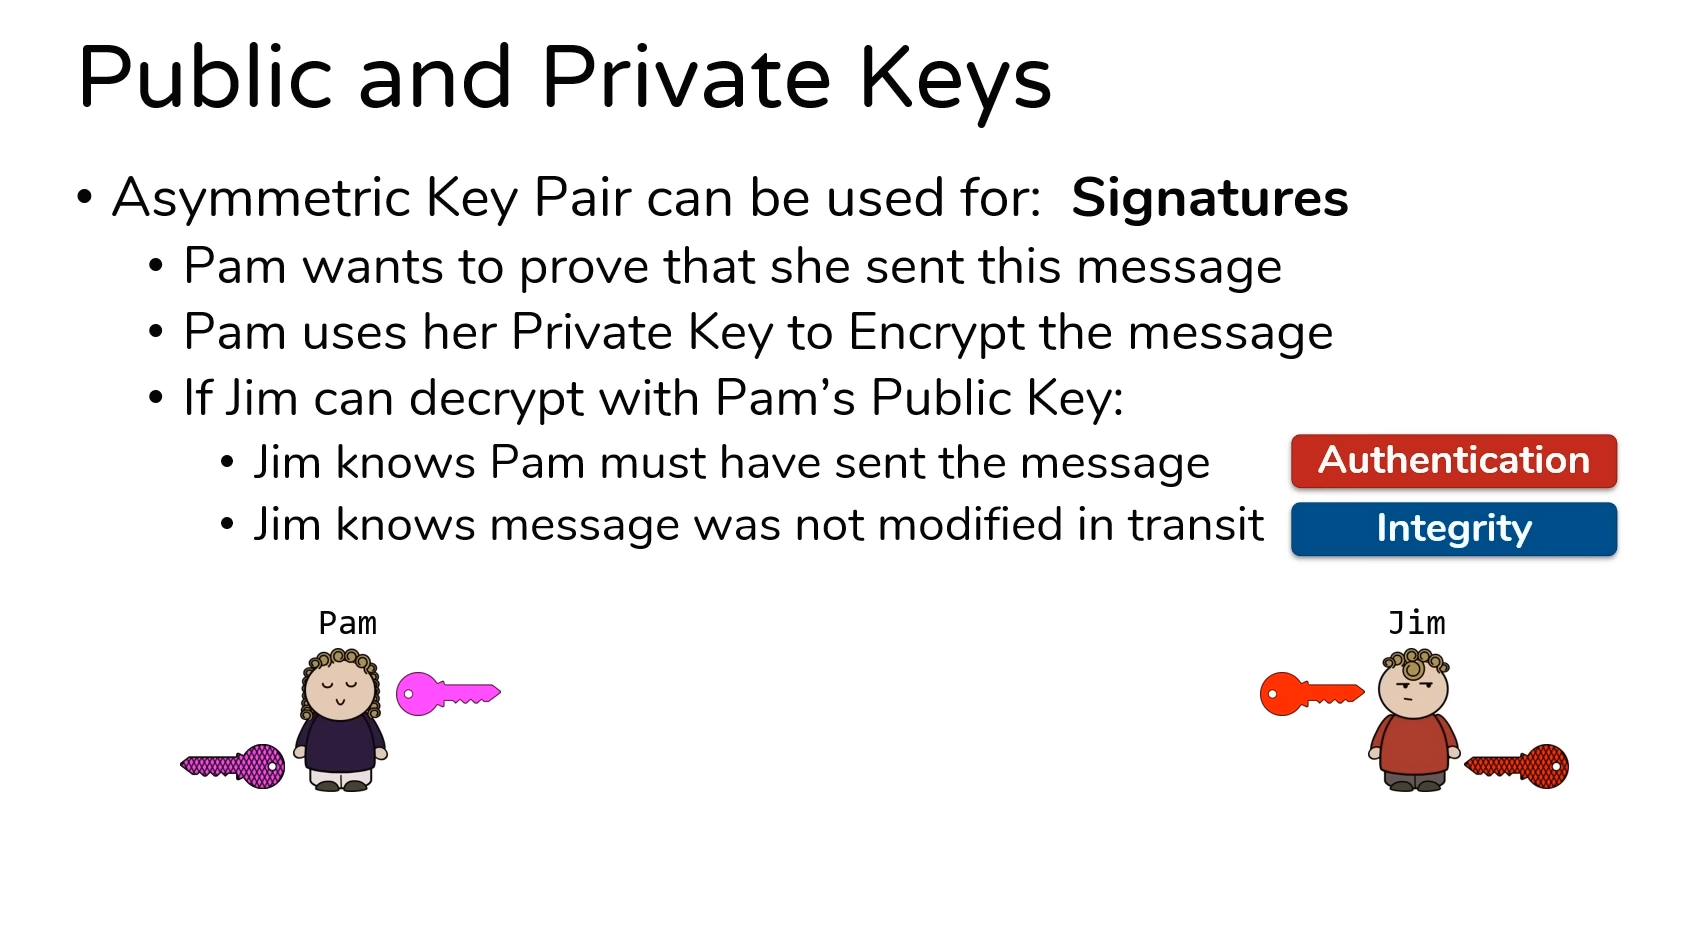 Public and Private Keys
• Asymmetric Key Pair can be used for: Signatures
• Pam wants to prove that she sent this message
• Pam uses her Private Key to Encrypt the message
• If Jim can decrypt with Pam’s Public Key:
• Jim knows Pam must have sent the message
Authentication
• Jim knows message was not modified in transit
Integrity
Pam
Jim